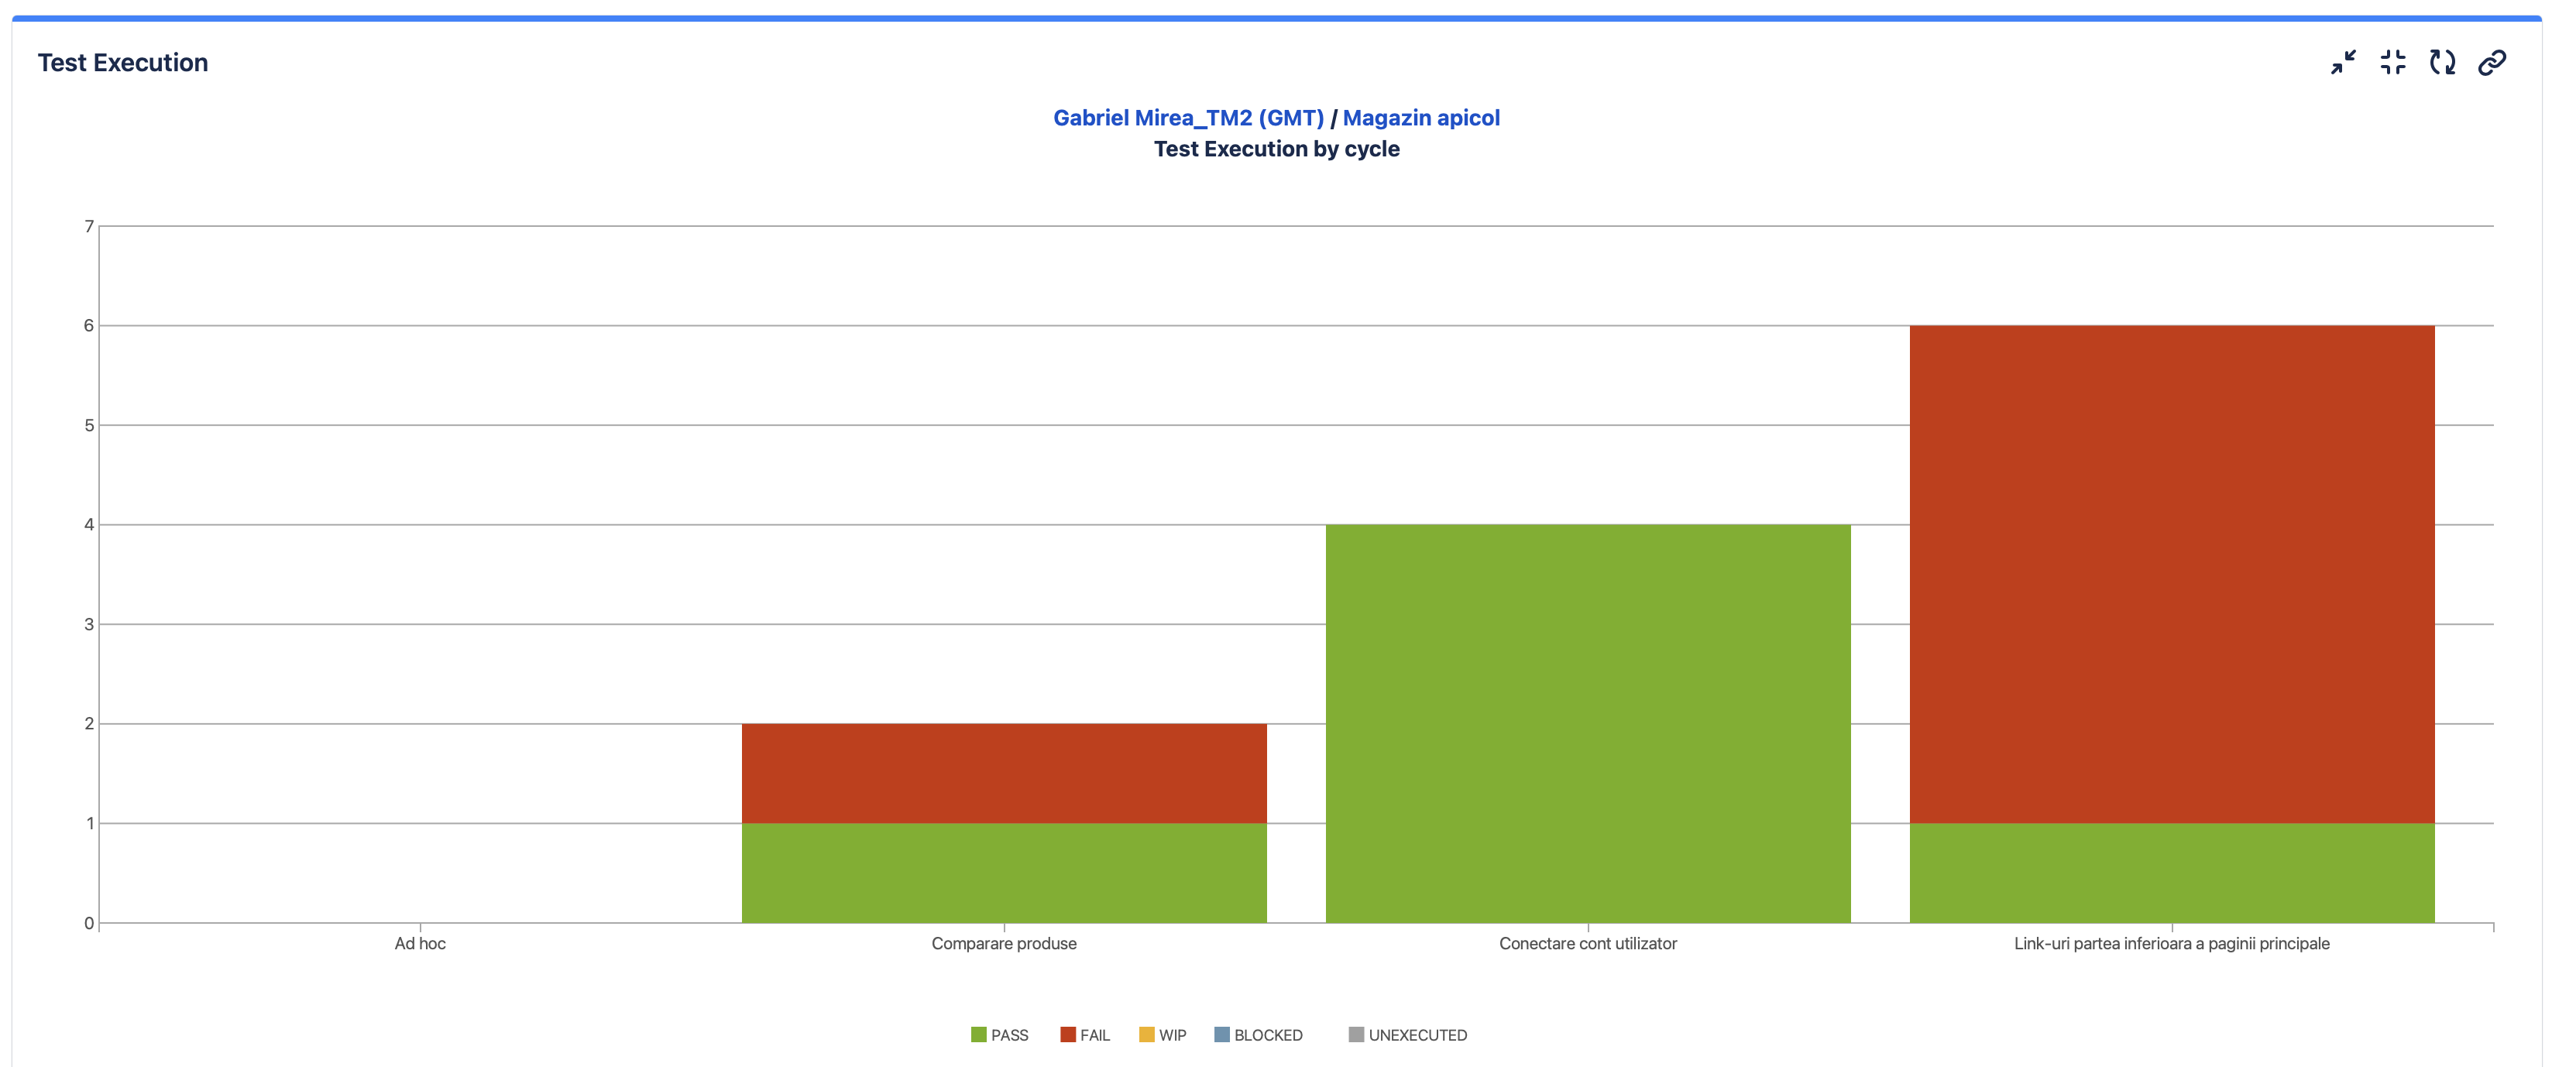 Test Execution
Gabriel Mirea_TM2 (GMT) / Magazin apicol
Test Execution by cycle
7
6
5
4
3
2
1
0
Ad hoc
Comparare produse
Conectare cont utilizator
Link-uri partea inferioara a paginii principale
PASS
FAIL
WIP
BLOCKED
UNEXECUTED